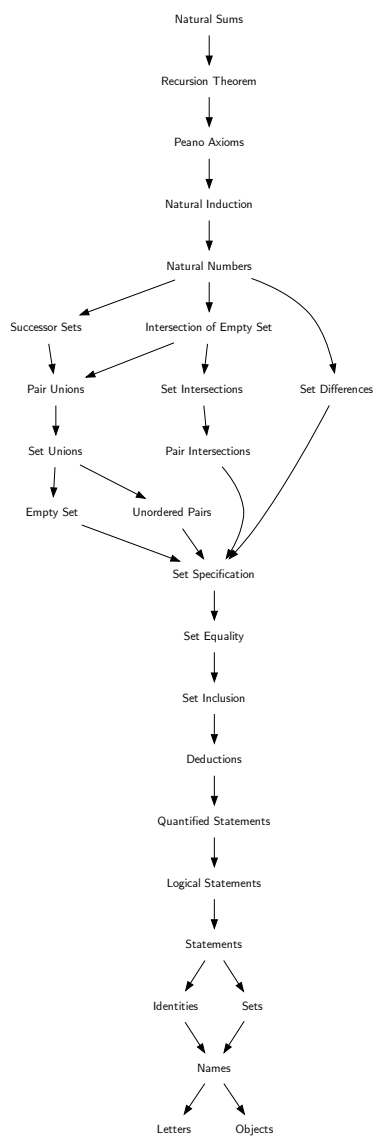 Natural Sums
Recursion Theorem
Peano Axioms
Natural Induction
Natural Numbers
Successor Sets
Intersection of Empty Set
Pair Unions
Set Intersections
Set Differences
Set Unions
Pair Intersections
Empty Set
Unordered Pairs
Set Specification
Set Equality
Set Inclusion
Deductions
Quantified Statements
Logical Statements
Statements
Identities
Sets
Names
Letters
Objects